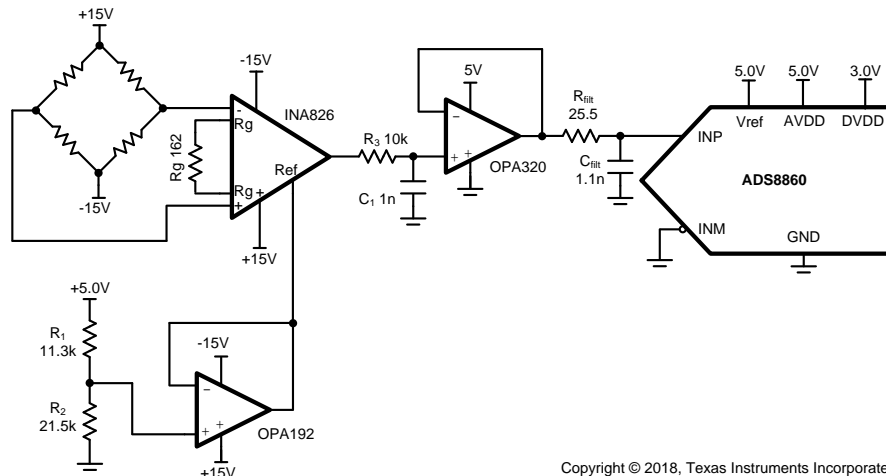 +15V
-15V
-15V
INA826
-
Rg
Rg 162
Ref
Rg
+
+
+15V
R3 10k
C1 1n
5V
−
+
+
OPA320
Rfilt
25.5
Cfilt
1.1n
5.0V
5.0V
3.0V
Vref
AVDD
DVDD
INP
ADS8860
INM
GND
+5.0V
R1
11.3k
R2
21.5k
-15V
−
+
+
OPA192
+15V
Copyright © 2018, Texas Instruments Incorporate